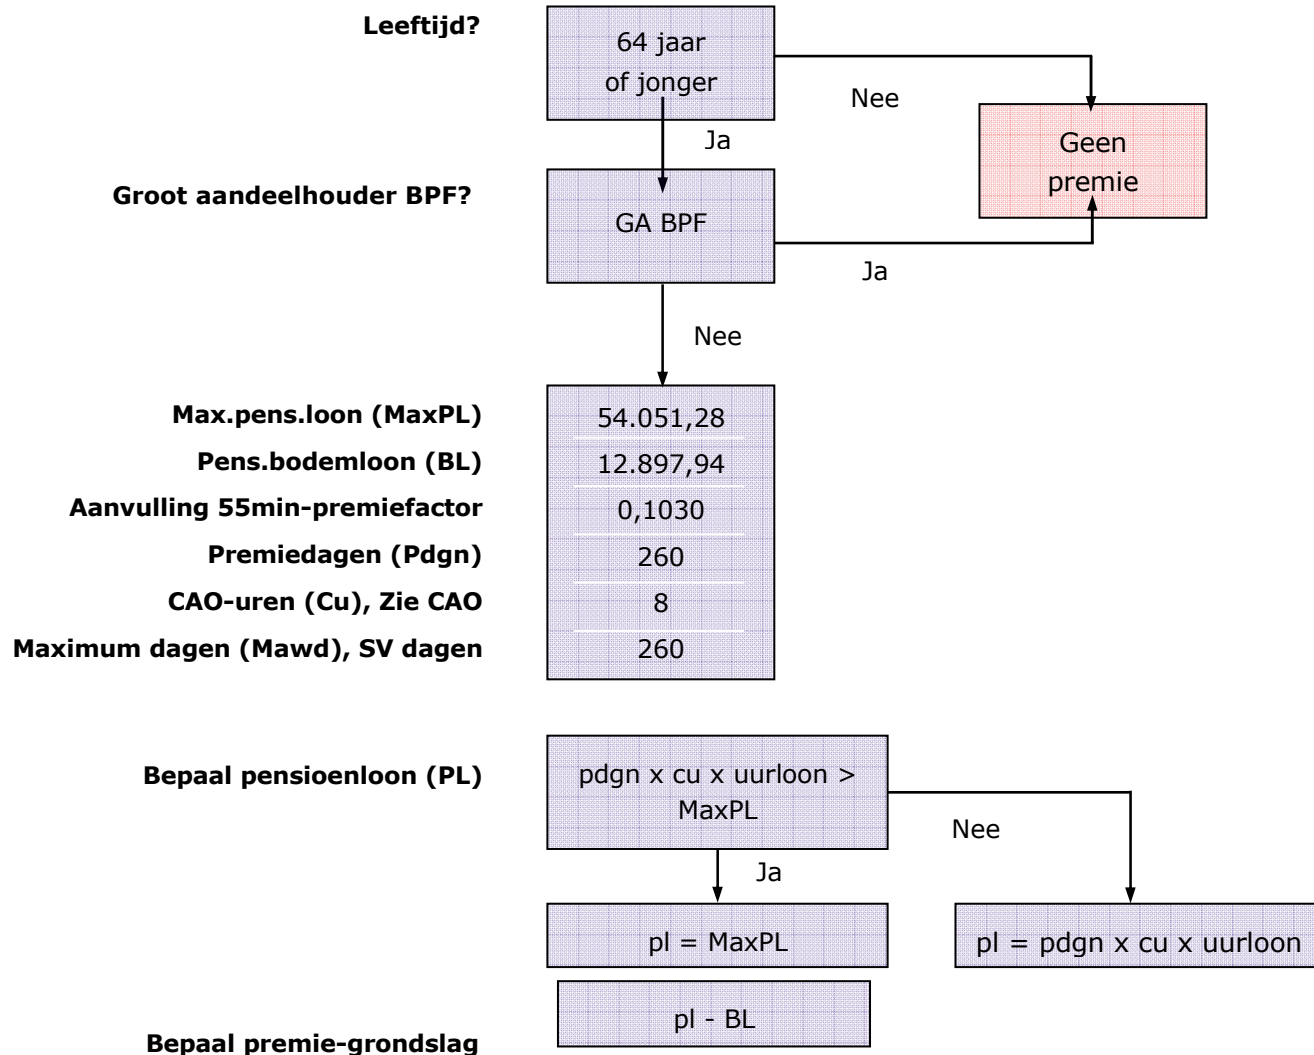 Leeftijd?
64 jaar
of jonger
Nee
Ja
Geen
premie
Groot aandeelhouder BPF?
GA BPF
Ja
Nee
Max.pens.loon (MaxPL)
54.051,28
Pens.bodemloon (BL)
12.897,94
Aanvulling 55min-premiefactor
0,1030
Premiedagen (Pdgn)
260
CAO-uren (Cu), Zie CAO
8
Maximum dagen (Mawd), SV dagen
260
Bepaal pensioenloon (PL)
pdgn x cu x uurloon >
MaxPL
Nee
Ja
pl = MaxPL
pl = pdgn x cu x uurloon
pl - BL
Bepaal premie-grondslag